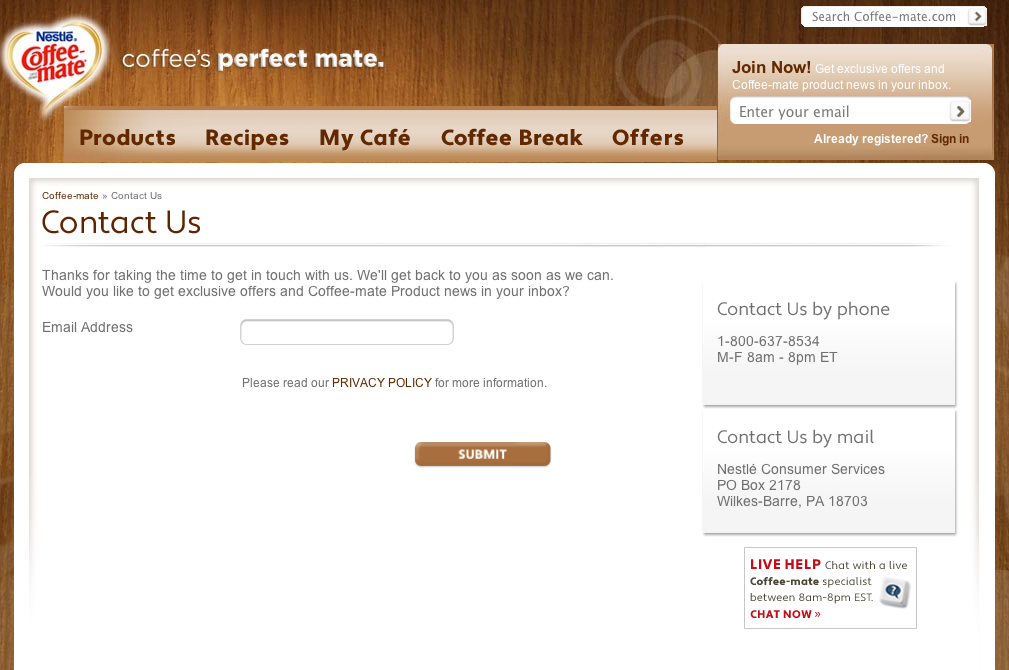 Search Coffee-mate.com
Nestlé
Coffee-
mate
coffee's perfect mate.
Join Now! Get exclusive offers and
Coffee-mate product news in your inbox.
Enter your email
Already registered? Sign in
Products Recipes My Café Coffee Break Offers
Coffee-mate » Contact Us
Contact Us
Thanks for taking the time to get in touch with us. We'll get back to you as soon as we can.
Would you like to get exclusive offers and Coffee-mate Product news in your inbox?
Email Address
Please read our PRIVACY POLICY for more information.
SUBMIT
Contact Us by phone
1-800-637-8534
M-F 8am - 8pm ET
Contact Us by mail
Nestlé Consumer Services
PO Box 2178
Wilkes-Barre, PA 18703
LIVE HELP Chat with a live
Coffee-mate specialist
between 8am-8pm EST.
CHAT NOW »